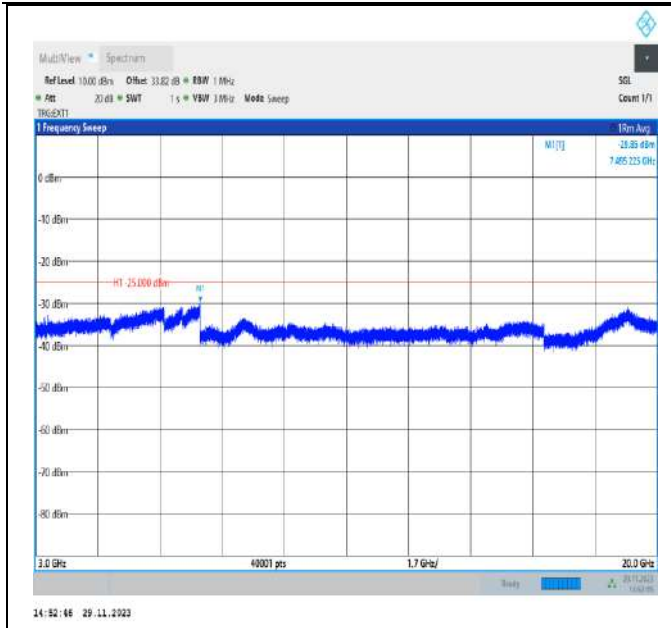 MultiView Spectrum
Ref Level 10.00 dBm Offset 33.82 dB RBW 1 MHz SGL
Att 20 dB SWT 1 s VBW 3 MHz Mode Sweep Count 1/1
TRG:EXT1
1 Frequency Sweep 1Rm Avg
M1[1] -29.85 dBm
7.495 225 GHz
0 dBm
-10 dBm
-20 dBm
H1 -25.000 dBm
M1
-30 dBm
-40 dBm
-50 dBm
-60 dBm
-70 dBm
-80 dBm
3.0 GHz 40001 pts 1.7 GHz/ 20.0 GHz
Ready 29.11.2023
14:52:46 29.11.2023